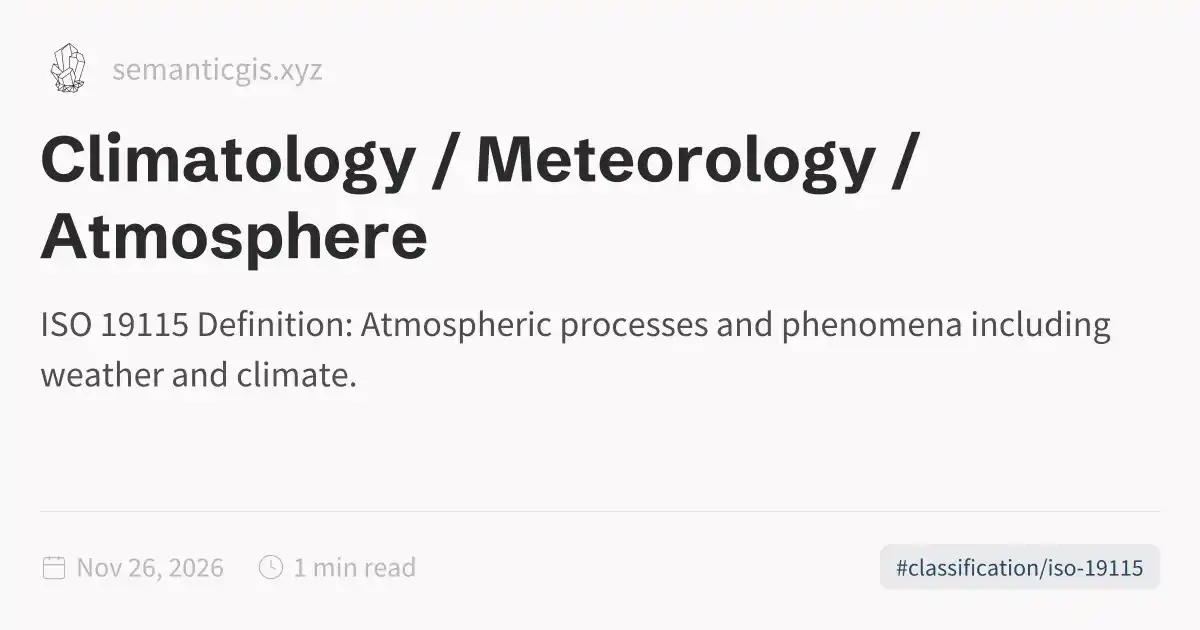 semanticgis.xyz
Climatology / Meteorology /
Atmosphere
ISO 19115 Definition: Atmospheric processes and phenomena including
weather and climate.
Nov 26, 2026 1 min read #classification/iso-19115